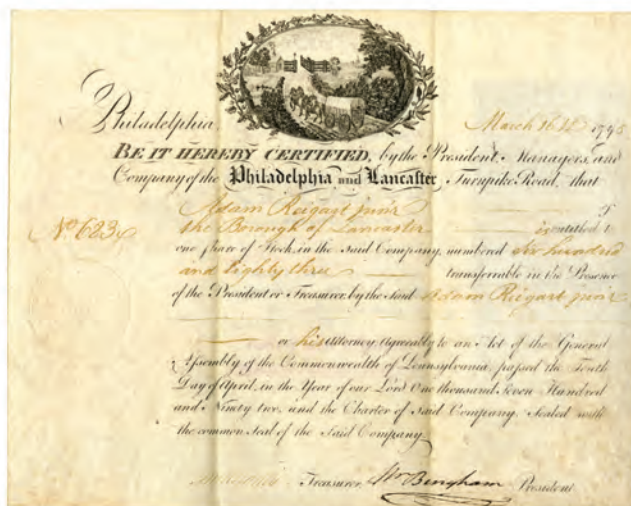 Philadelphia, March 16th 1795
BE IT HEREBY CERTIFIED, by the President, Managers, and
Company of the Philadelphia and Lancaster Turnpike Road, that
Adam Reigart junr. of
the Borough of Lancaster is entitled to
No 683
one share of Stock, in the said Company, numbered Six hundred
and Eighty three transferrable in the Presence
of the President or Treasurer, by the Said Adam Reigart junr.
or his Attorney, Agreeably to an Act of the General
Assembly of the Commonwealth of Pennsylvania, passed the Tenth
Day of April, in the Year of our Lord One thousand Seven Hundred
and Ninety two, and the Charter of Said Company, Sealed with
the common Seal of the Said Company
Treasurer, Wm Bingham President